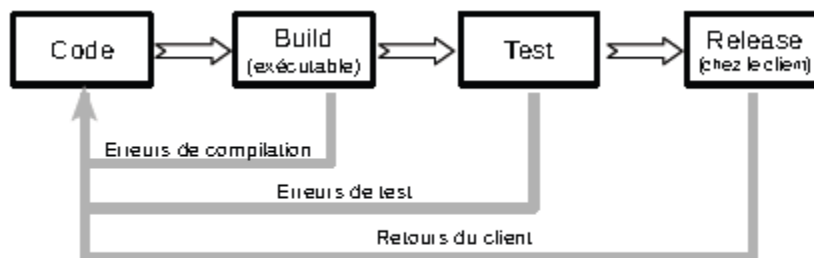 Code
Build
(exécutable)
Test
Release
(chez le client)
Erreurs de compilation
Erreurs de test
Retours du client